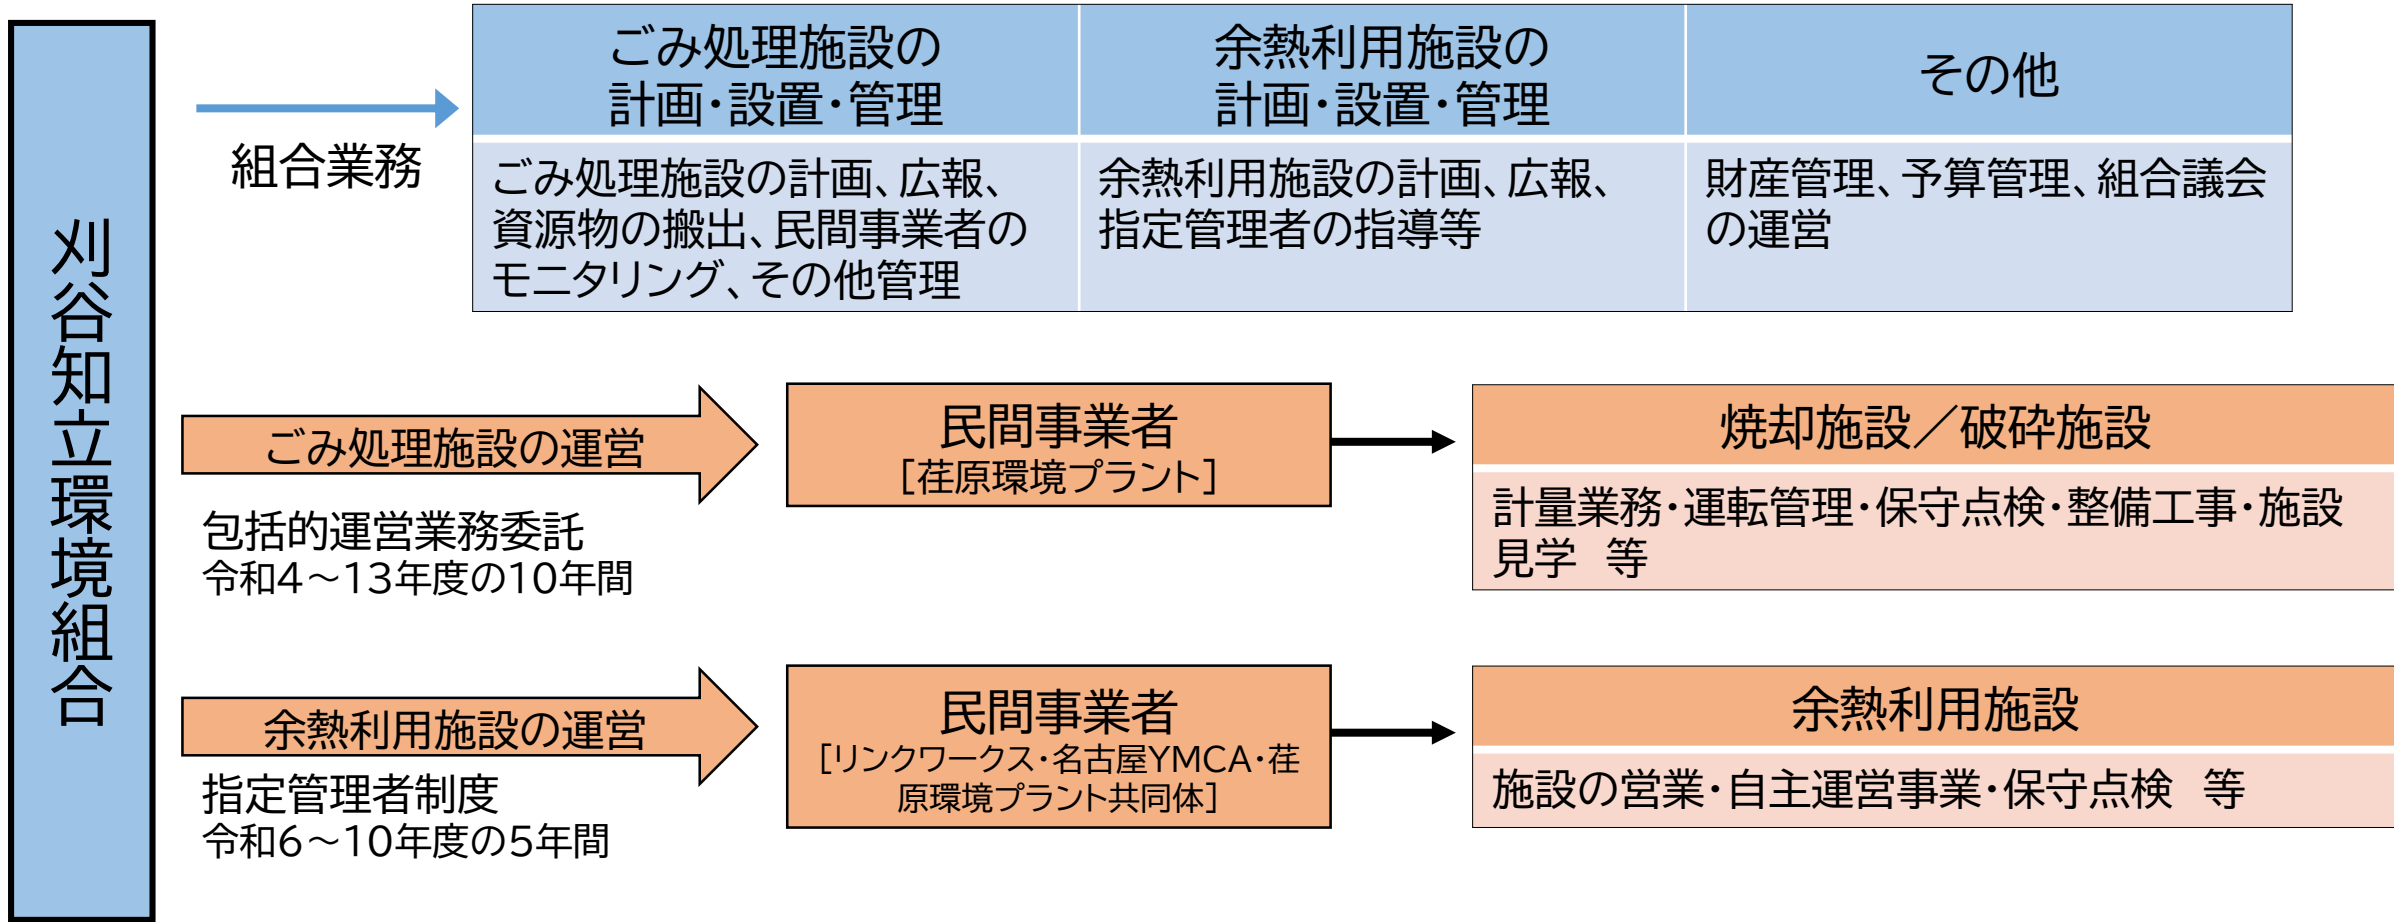 刈谷知立環境組合
組合業務
ごみ処理施設の
計画・設置・管理
余熱利用施設の
計画・設置・管理
その他
ごみ処理施設の計画、広報、
資源物の搬出、民間事業者の
モニタリング、その他管理
余熱利用施設の計画、広報、
指定管理者の指導等
財産管理、予算管理、組合議会
の運営
ごみ処理施設の運営
包括的運営業務委託
令和4～13年度の10年間
民間事業者
［荏原環境プラント］
焼却施設／破砕施設
計量業務・運転管理・保守点検・整備工事・施設
見学　等
余熱利用施設の運営
指定管理者制度
令和6～10年度の5年間
民間事業者
［リンクワークス・名古屋YMCA・荏
原環境プラント共同体］
余熱利用施設
施設の営業・自主運営事業・保守点検　等